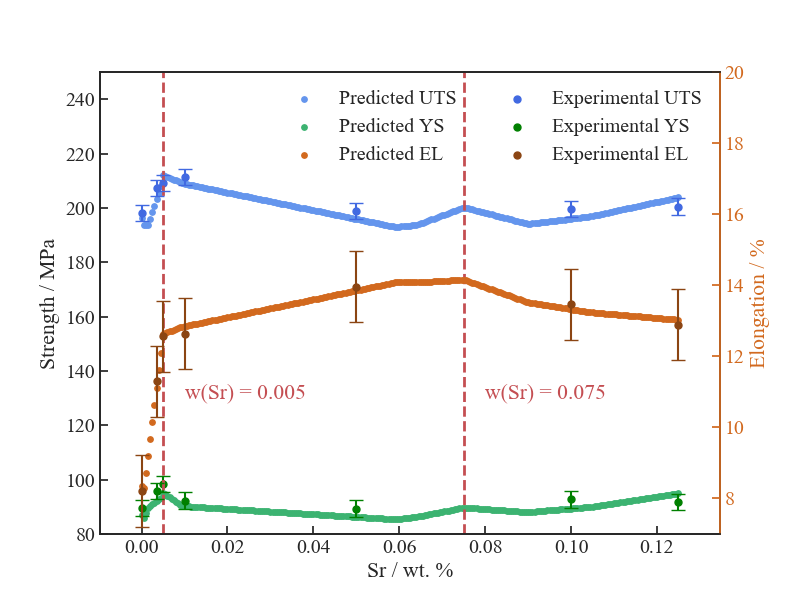 Predicted UTS
Predicted YS
Predicted EL
Experimental UTS
Experimental YS
Experimental EL
Strength / MPa
240
220
200
180
160
140
120
100
80
w(Sr) = 0.005
w(Sr) = 0.075
20
18
16
14
12
10
8
Elongation / %
0.00
0.02
0.04
0.06
0.08
0.10
0.12
Sr / wt. %